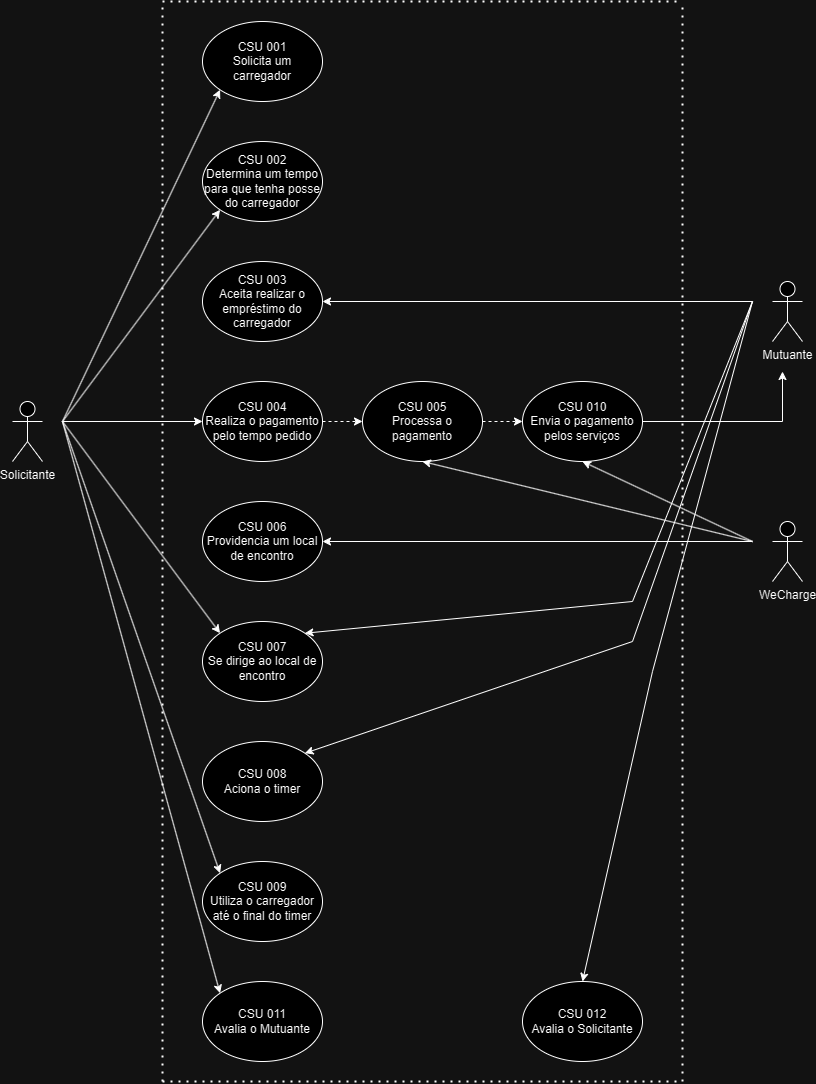 CSU 001
Solicita um
carregador
CSU 002
Determina um tempo
para que tenha posse
do carregador
CSU 003
Aceita realizar o
empréstimo do
carregador
Mutuante
CSU 004
Realiza o pagamento
pelo tempo pedido
CSU 005
Processa o
pagamento
CSU 010
Envia o pagamento
pelos serviços
Solicitante
CSU 006
Providencia um local
de encontro
WeCharge
CSU 007
Se dirige ao local de
encontro
CSU 008
Aciona o timer
CSU 009
Utiliza o carregador
até o final do timer
CSU 011
Avalia o Mutuante
CSU 012
Avalia o Solicitante